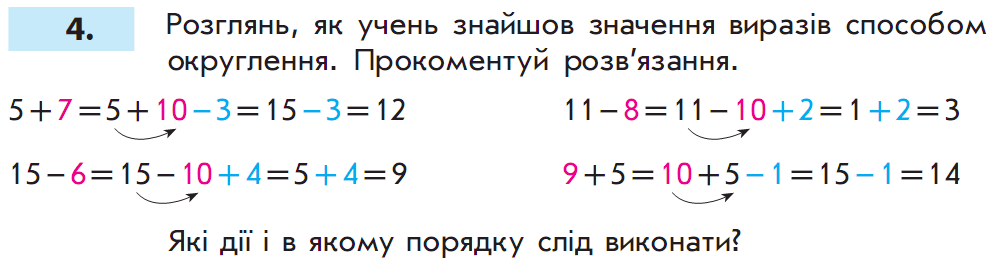 4. Розглянь, як учень знайшов значення виразів способом
округлення. Прокоментуй розв'язання.
5+7=5+10-3=15-3=12 11-8=11-10+2=1+2=3
15-6=15-10+4=5+4=9 9+5=10+5-1=15-1=14
Які дії і в якому порядку слід виконати?